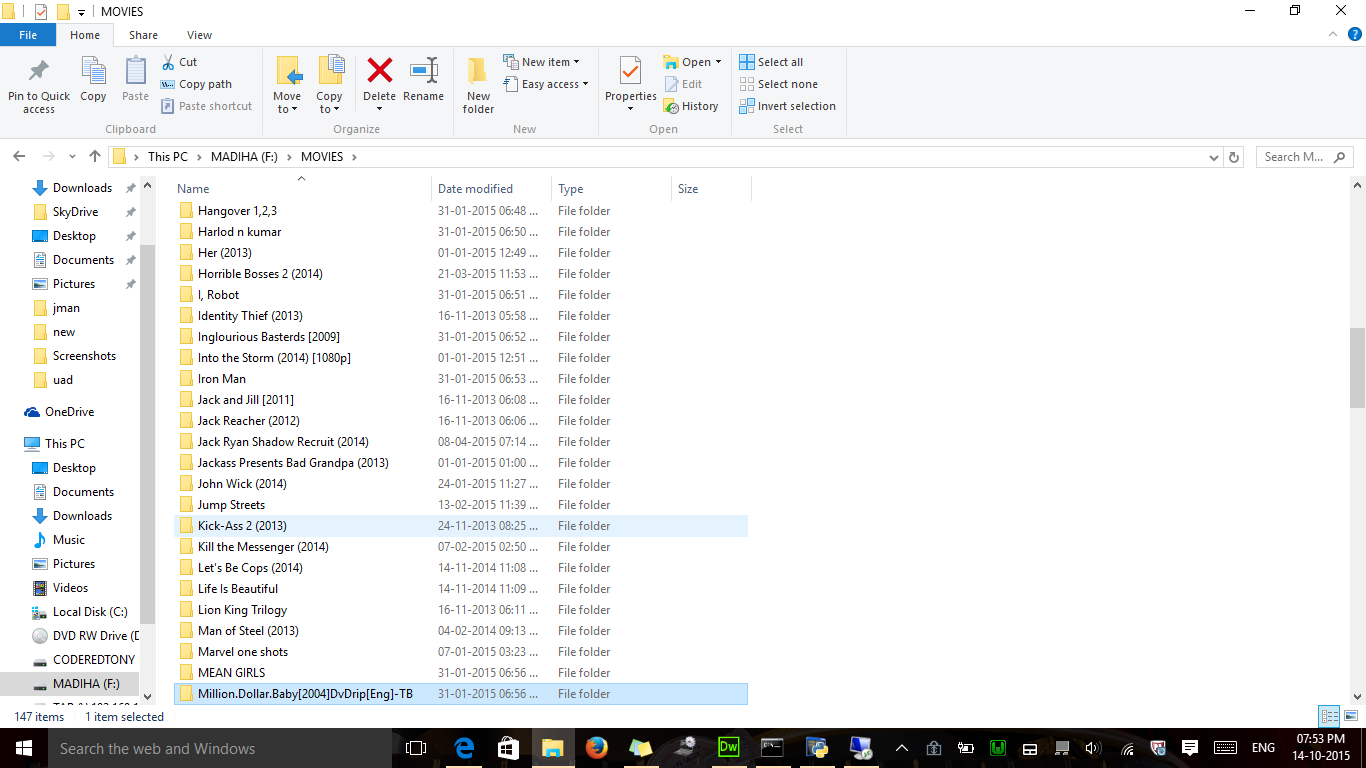 MOVIES
File Home Share View
Pin to Quick access
Copy
Paste
Cut
Copy path
Paste shortcut
Clipboard
Move to
Copy to
Delete
Rename
Organize
New folder
New item
Easy access
New
Properties
Open
Edit
History
Open
Select all
Select none
Invert selection
Select
This PC MADIHA (F:) MOVIES
Search M...
Downloads
SkyDrive
Desktop
Documents
Pictures
jman
new
Screenshots
uad
OneDrive
This PC
Desktop
Documents
Downloads
Music
Pictures
Videos
Local Disk (C:)
DVD RW Drive (D
CODEREDTONY
MADIHA (F:)
Name Date modified Type Size
Hangover 1,2,3 31-01-2015 06:48 ... File folder
Harlod n kumar 31-01-2015 06:50 ... File folder
Her (2013) 01-01-2015 12:49 ... File folder
Horrible Bosses 2 (2014) 21-03-2015 11:53 ... File folder
I, Robot 31-01-2015 06:51 ... File folder
Identity Thief (2013) 16-11-2013 05:58 ... File folder
Inglourious Basterds [2009] 31-01-2015 06:52 ... File folder
Into the Storm (2014) [1080p] 01-01-2015 12:51 ... File folder
Iron Man 31-01-2015 06:53 ... File folder
Jack and Jill [2011] 16-11-2013 06:08 ... File folder
Jack Reacher (2012) 16-11-2013 06:06 ... File folder
Jack Ryan Shadow Recruit (2014) 08-04-2015 07:14 ... File folder
Jackass Presents Bad Grandpa (2013) 01-01-2015 01:00 ... File folder
John Wick (2014) 24-01-2015 11:27 ... File folder
Jump Streets 13-02-2015 11:39 ... File folder
Kick-Ass 2 (2013) 24-11-2013 08:25 ... File folder
Kill the Messenger (2014) 07-02-2015 02:50 ... File folder
Let's Be Cops (2014) 14-11-2014 11:08 ... File folder
Life Is Beautiful 14-11-2014 11:09 ... File folder
Lion King Trilogy 16-11-2013 06:11 ... File folder
Man of Steel (2013) 04-02-2014 09:13 ... File folder
Marvel one shots 07-01-2015 03:23 ... File folder
MEAN GIRLS 31-01-2015 06:56 ... File folder
Million.Dollar.Baby[2004]DvDrip[Eng]-TB 31-01-2015 06:56 ... File folder
147 items 1 item selected
Search the web and Windows
Dw
ENG
07:53 PM
14-10-2015